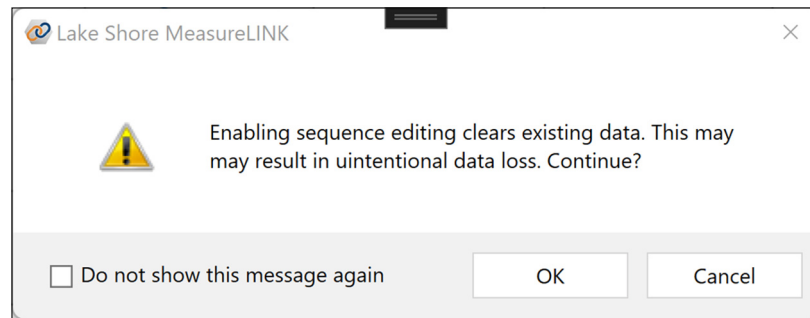 Lake Shore MeasureLINK
Enabling sequence editing clears existing data. This may
may result in uintentional data loss. Continue?
Do not show this message again
OK
Cancel